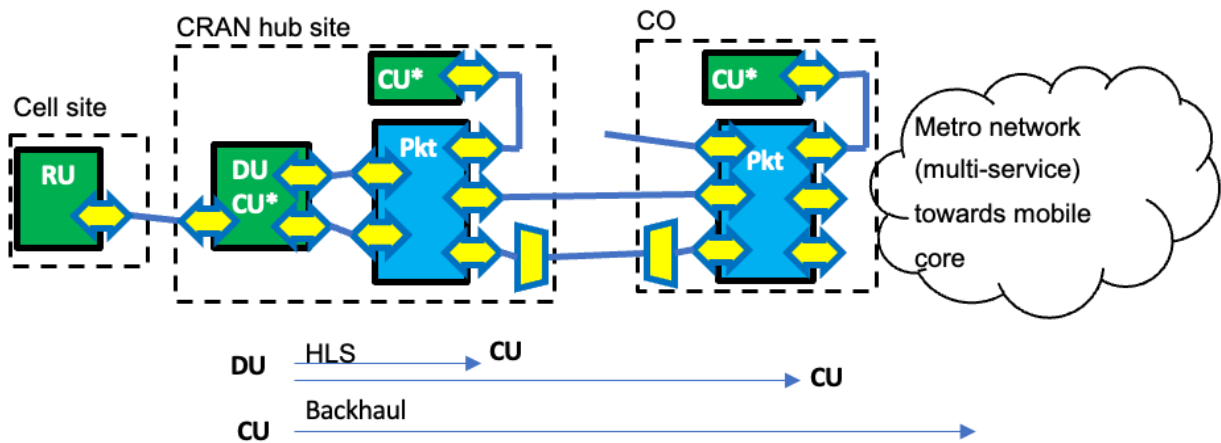 CRAN hub site
CO
CU*
CU*
Cell site
Pkt
Pkt
RU
DU
CU*
Metro network
(multi-service)
towards mobile
core
HLS
CU
DU
CU
Backhaul
CU